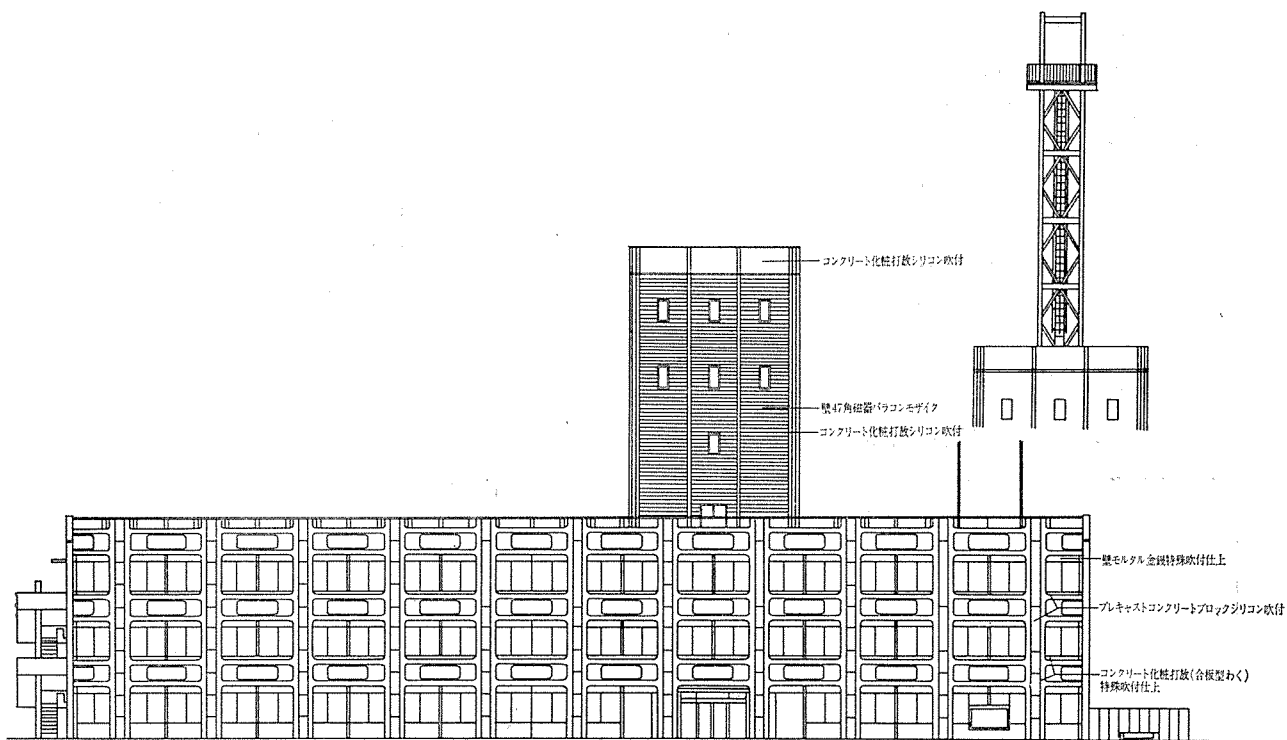 コンクリート化粧打放シリコン吹付
壁47角磁器パラコンモザイク
コンクリート化粧打放シリコン吹付
壁モルタル金鏝特殊吹付仕上
プレキャストコンクリートブロックシリコン吹付
コンクリート化粧打放(合板型わく)
特殊吹付仕上